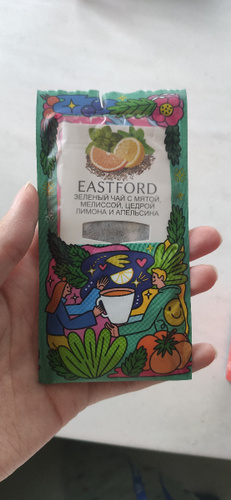 EASTFORD
ЗЕЛЕНЫЙ ЧАЙ С МЯТОЙ,
МЕЛИССОЙ, ЦЕДРОЙ
ЛИМОНА И АПЕЛЬСИНА